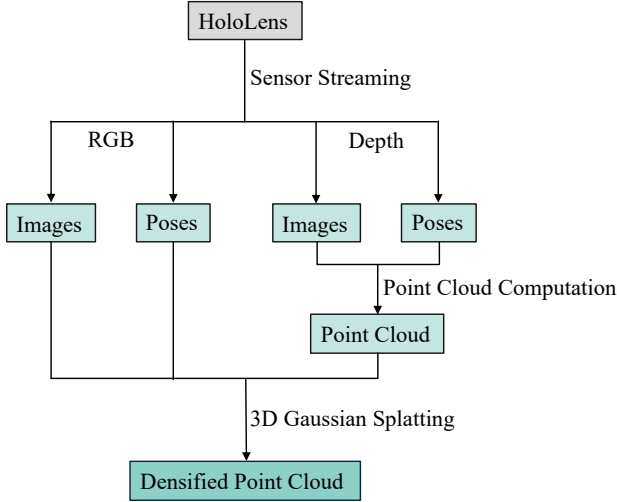 HoloLens
Sensor Streaming
RGB
Depth
Images
Poses
Images
Poses
Point Cloud Computation
Point Cloud
3D Gaussian Splatting
Densified Point Cloud